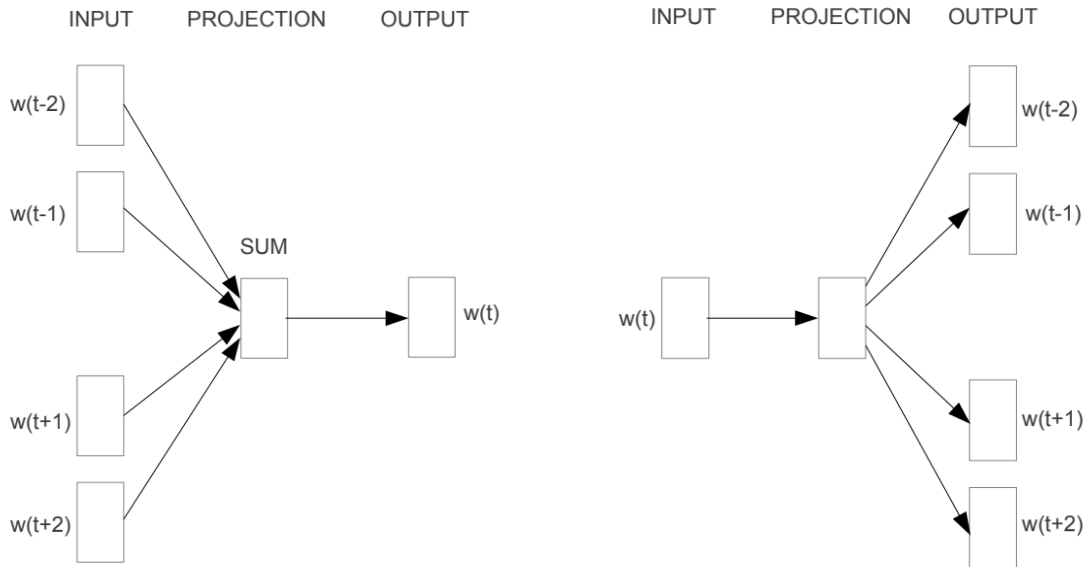 INPUT PROJECTION OUTPUT
w(t-2)
w(t-1)
SUM
w(t)
w(t+1)
w(t+2)
INPUT PROJECTION OUTPUT
w(t-2)
w(t-1)
w(t)
w(t+1)
w(t+2)